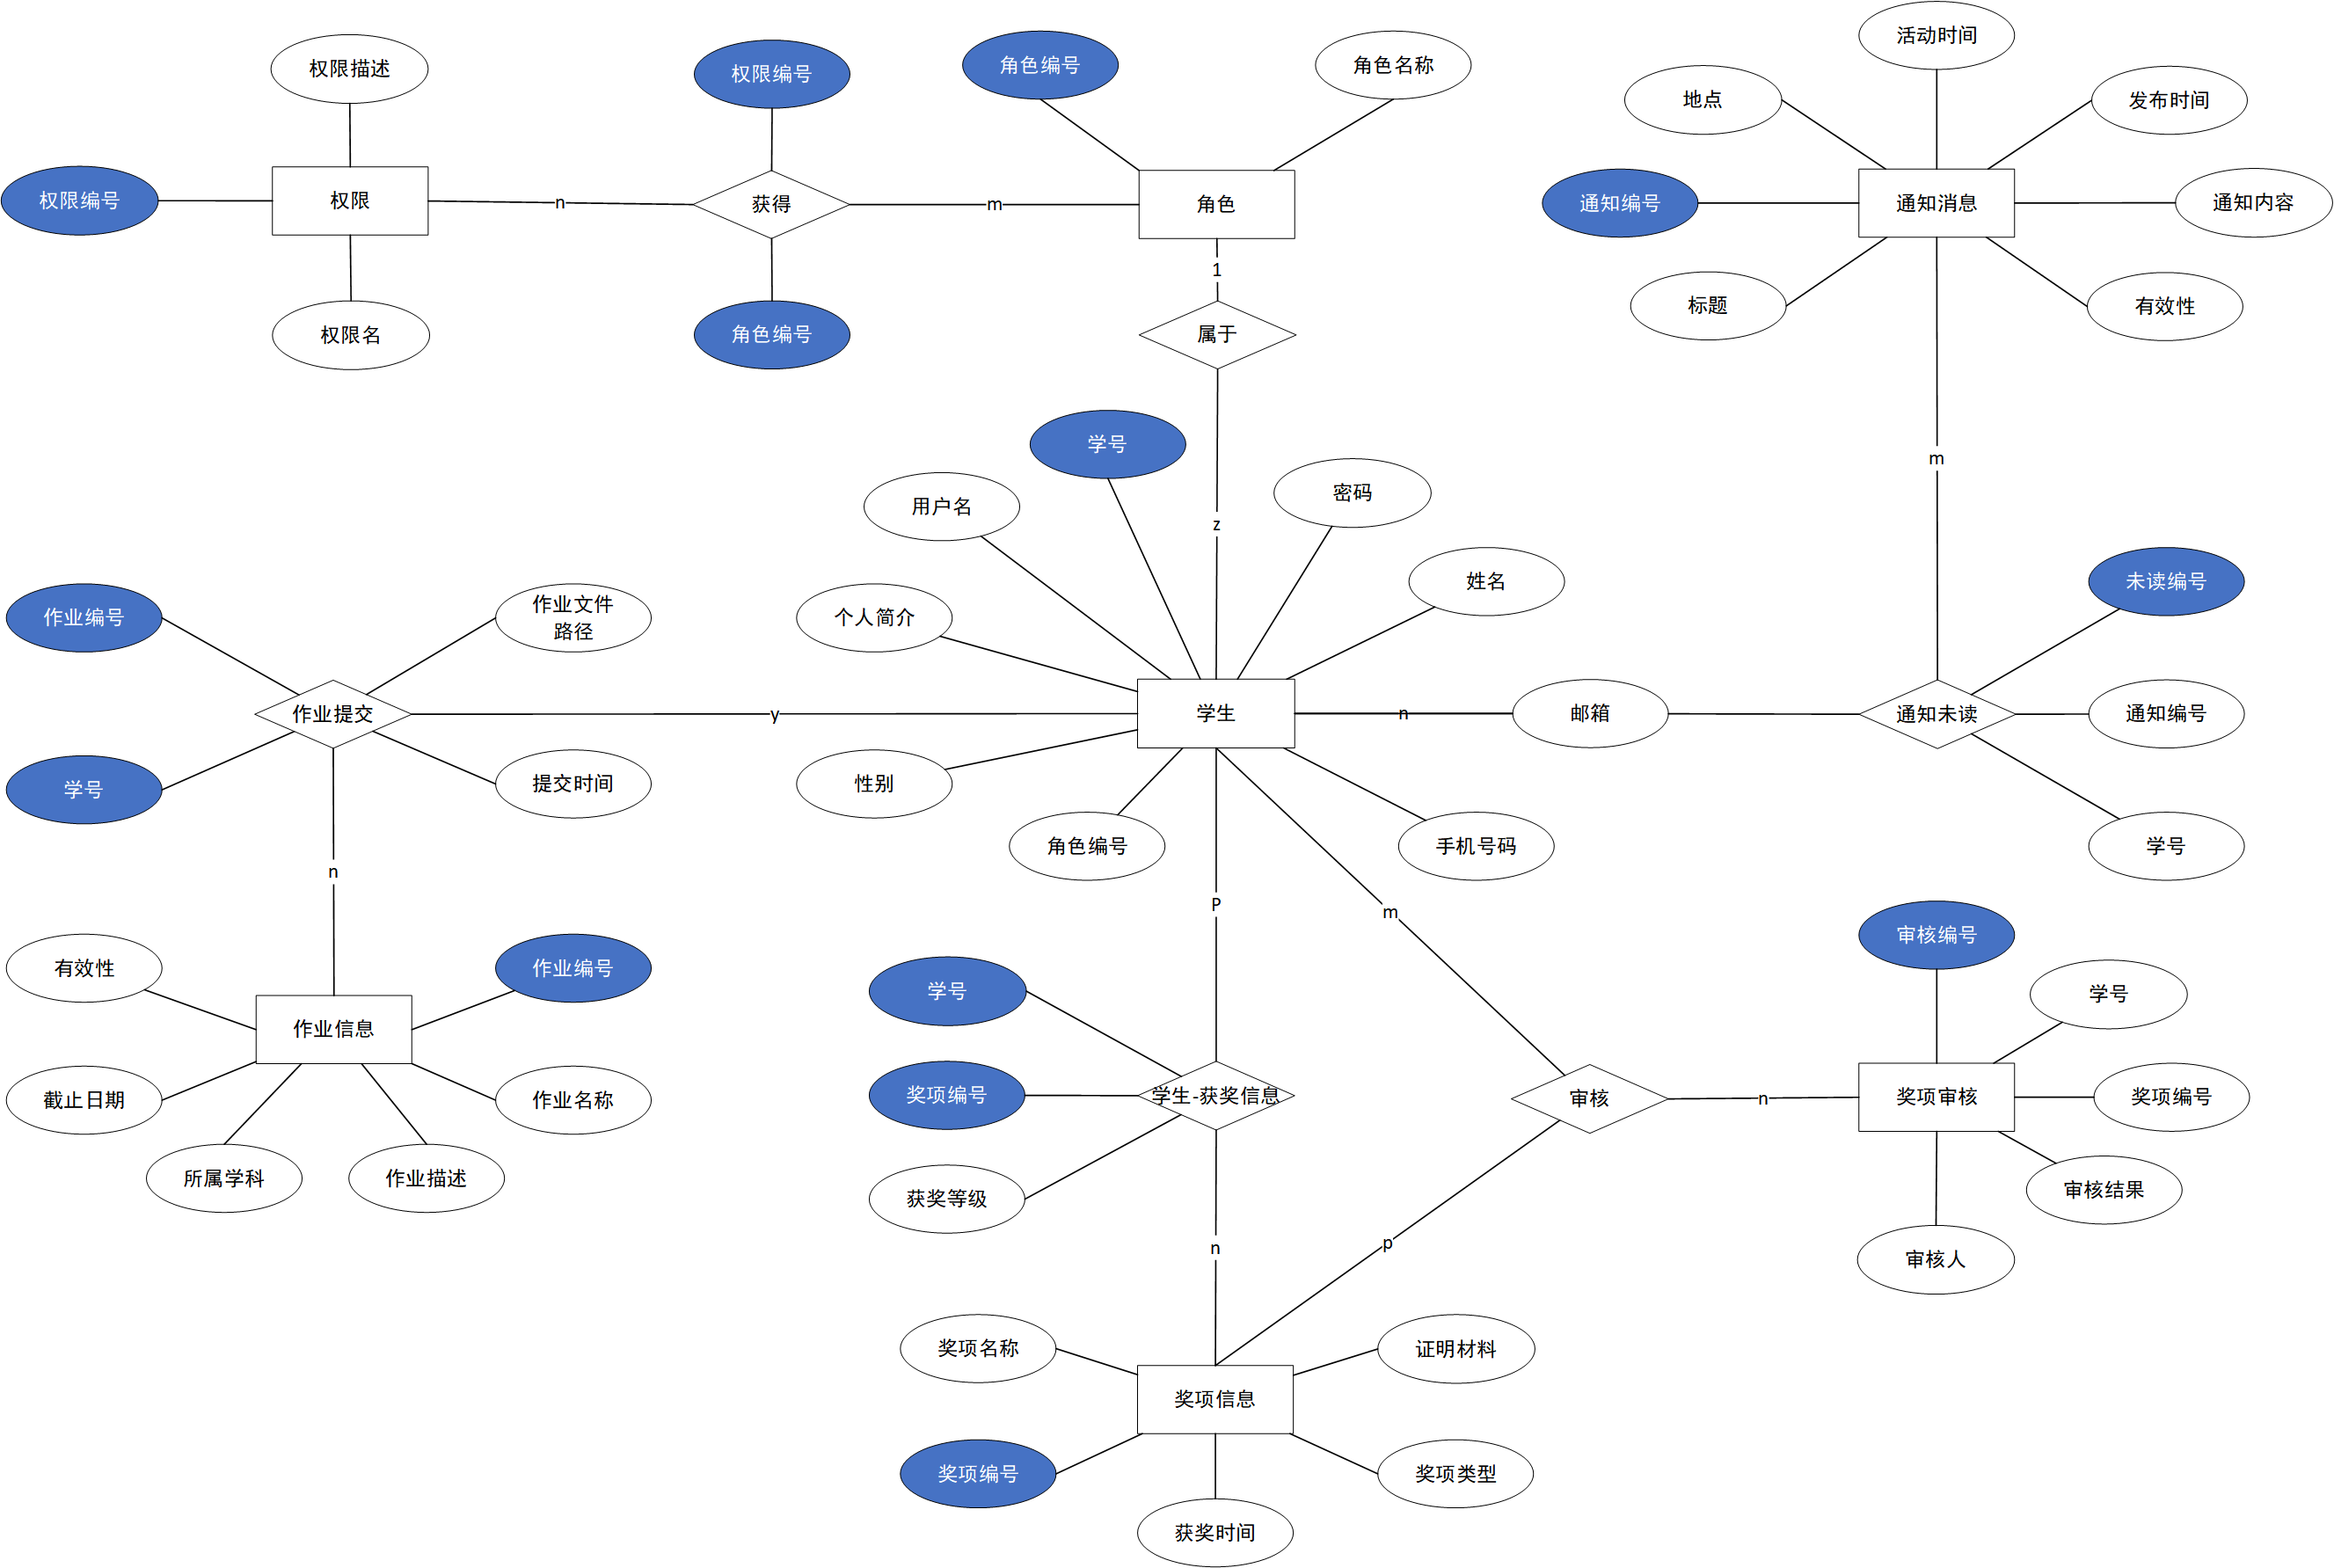 活动时间
权限描述
权限编号
角色编号
角色名称
地点
发布时间
权限编号
权限
n
获得
m
角色
通知编号
通知消息
通知内容
1
权限名
角色编号
属于
标题
有效性
学号
m
用户名
密码
z
姓名
未读编号
作业编号
作业文件
路径
个人简介
作业提交
y
学生
n
邮箱
通知未读
通知编号
学号
提交时间
性别
角色编号
手机号码
学号
n
P
m
审核编号
有效性
作业编号
学号
学号
作业信息
截止日期
作业名称
奖项编号
学生-获奖信息
审核
n
奖项审核
奖项编号
所属学科
作业描述
获奖等级
审核结果
n
p
审核人
奖项名称
证明材料
奖项信息
奖项编号
奖项类型
获奖时间